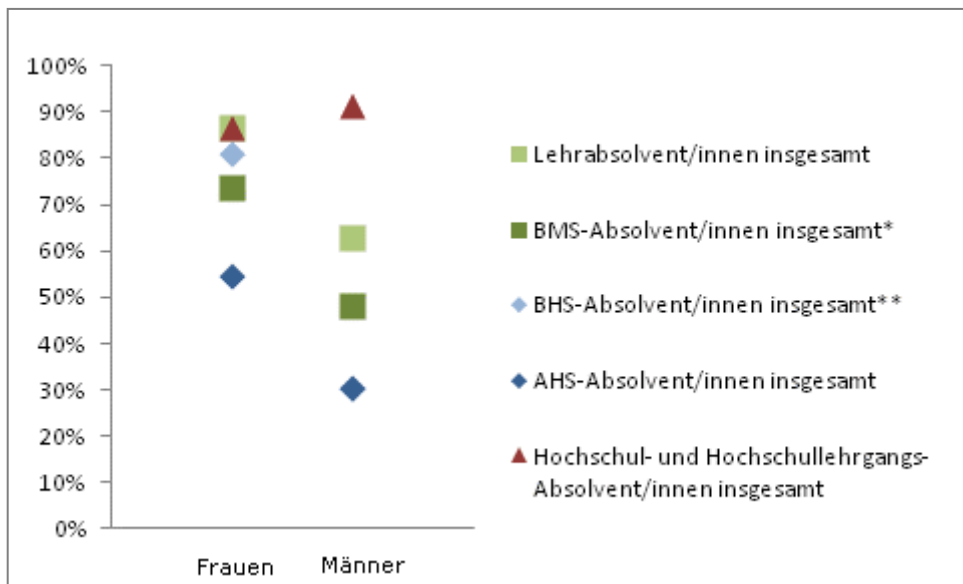 100%
90%
80%
70%
60%
50%
40%
30%
20%
10%
0%
Frauen Männer
Lehrabsolvent/innen insgesamt
BMS-Absolvent/innen insgesamt*
BHS-Absolvent/innen insgesamt**
AHS-Absolvent/innen insgesamt
Hochschul- und Hochschullehrgangs-
Absolvent/innen insgesamt